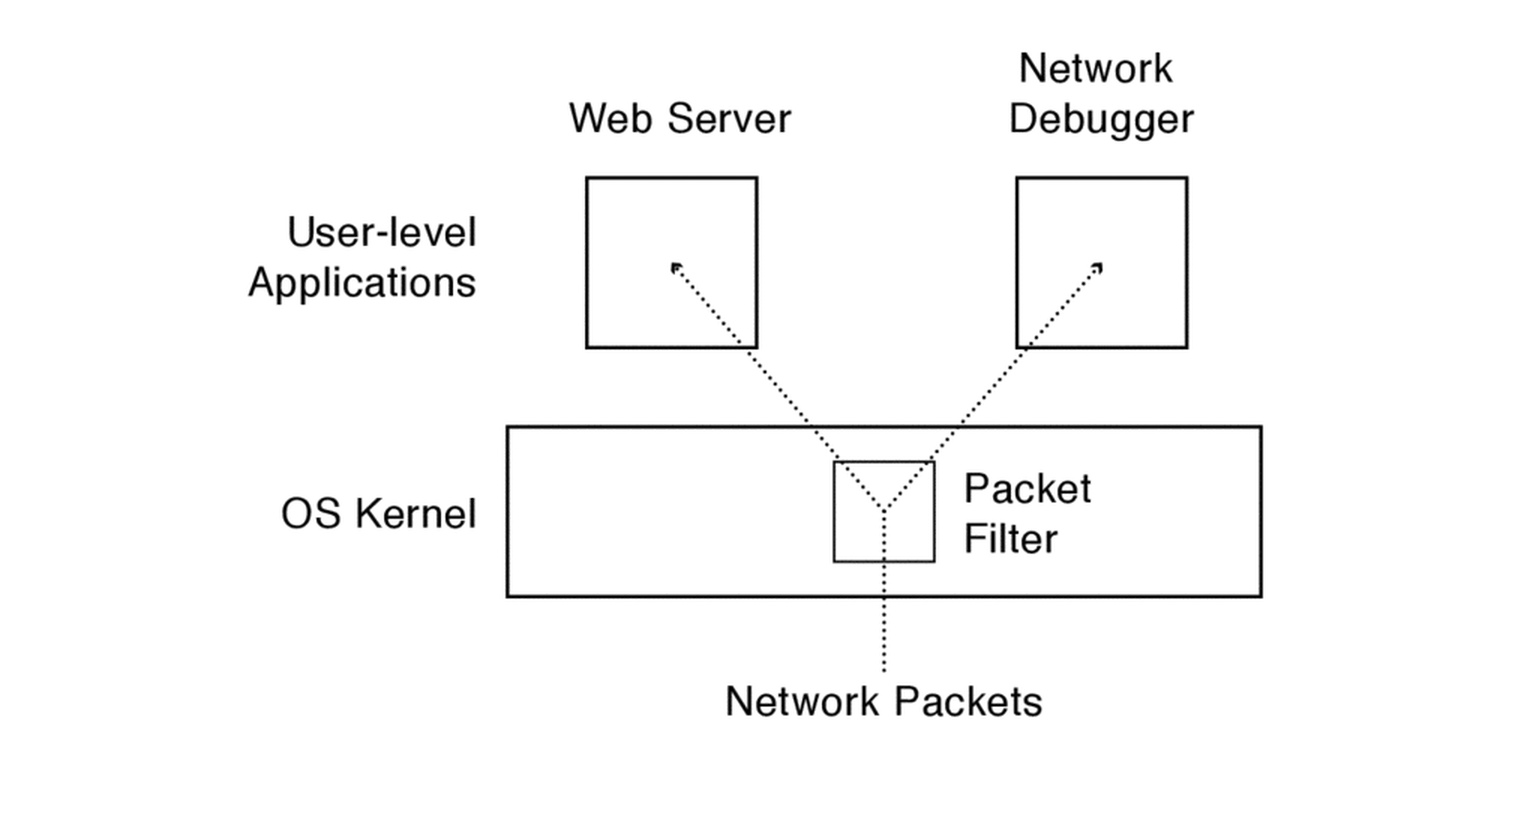 Network
Web Server
Debugger
User-level
Applications
Packet
OS Kernel
Filter
Network Packets